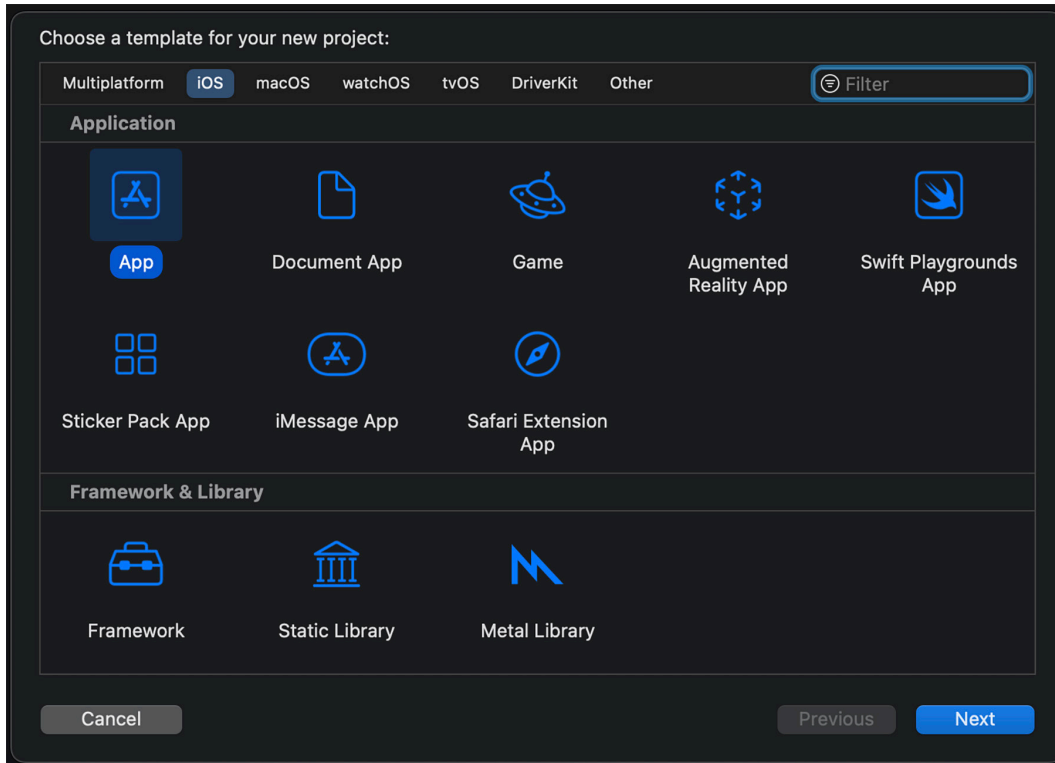 Choose a template for your new project:
Multiplatform iOS macOS watchOS tvOS DriverKit Other Filter
Application
App Document App Game Augmented Reality App Swift Playgrounds App
Sticker Pack App iMessage App Safari Extension App
Framework & Library
Framework Static Library Metal Library
Cancel Previous Next